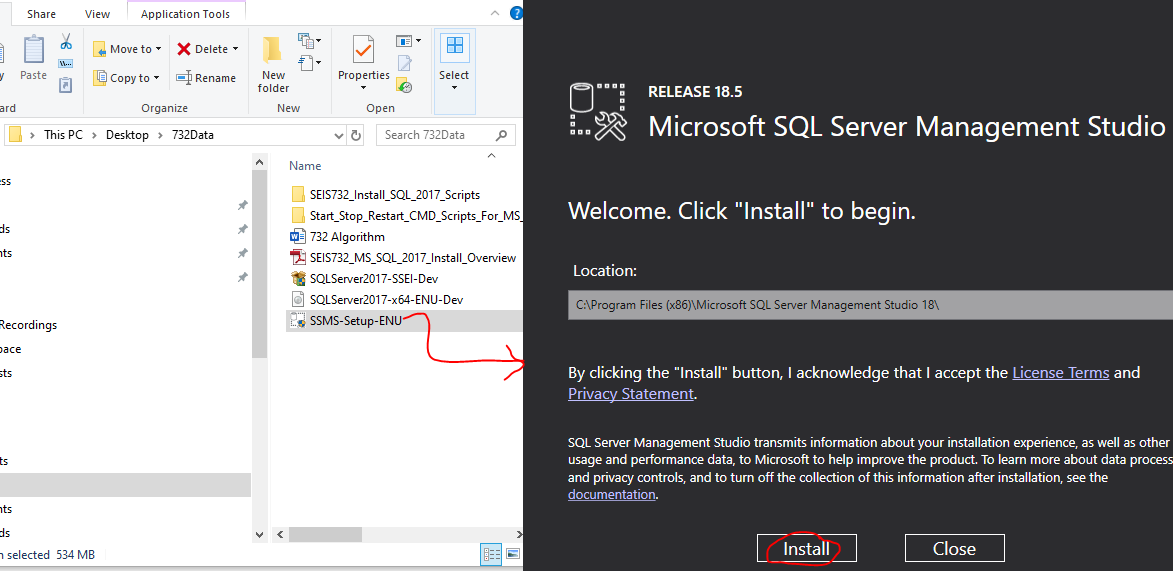 Share View Application Tools
y Paste
Move to Delete
Copy to Rename
New folder
Properties
Select
ard Organize New Open
This PC Desktop 732Data
Search 732Data
ess
ds
nts
Recordings
pace
sts
ts
nts
ds
Name
SEIS732_Install_SQL_2017_Scripts
Start_Stop_Restart_CMD_Scripts_For_MS_
732 Algorithm
SEIS732_MS_SQL_2017_Install_Overview
SQLServer2017-SSEI-Dev
SQLServer2017-x64-ENU-Dev
SSMS-Setup-ENU
m selected 534 MB
RELEASE 18.5
Microsoft SQL Server Management Studio
Welcome. Click "Install" to begin.
Location:
C:\Program Files (x86)\Microsoft SQL Server Management Studio 18\
By clicking the "Install" button, I acknowledge that I accept the License Terms and
Privacy Statement.
SQL Server Management Studio transmits information about your installation experience, as well as other
usage and performance data, to Microsoft to help improve the product. To learn more about data process
and privacy controls, and to turn off the collection of this information after installation, see the
documentation.
Install Close